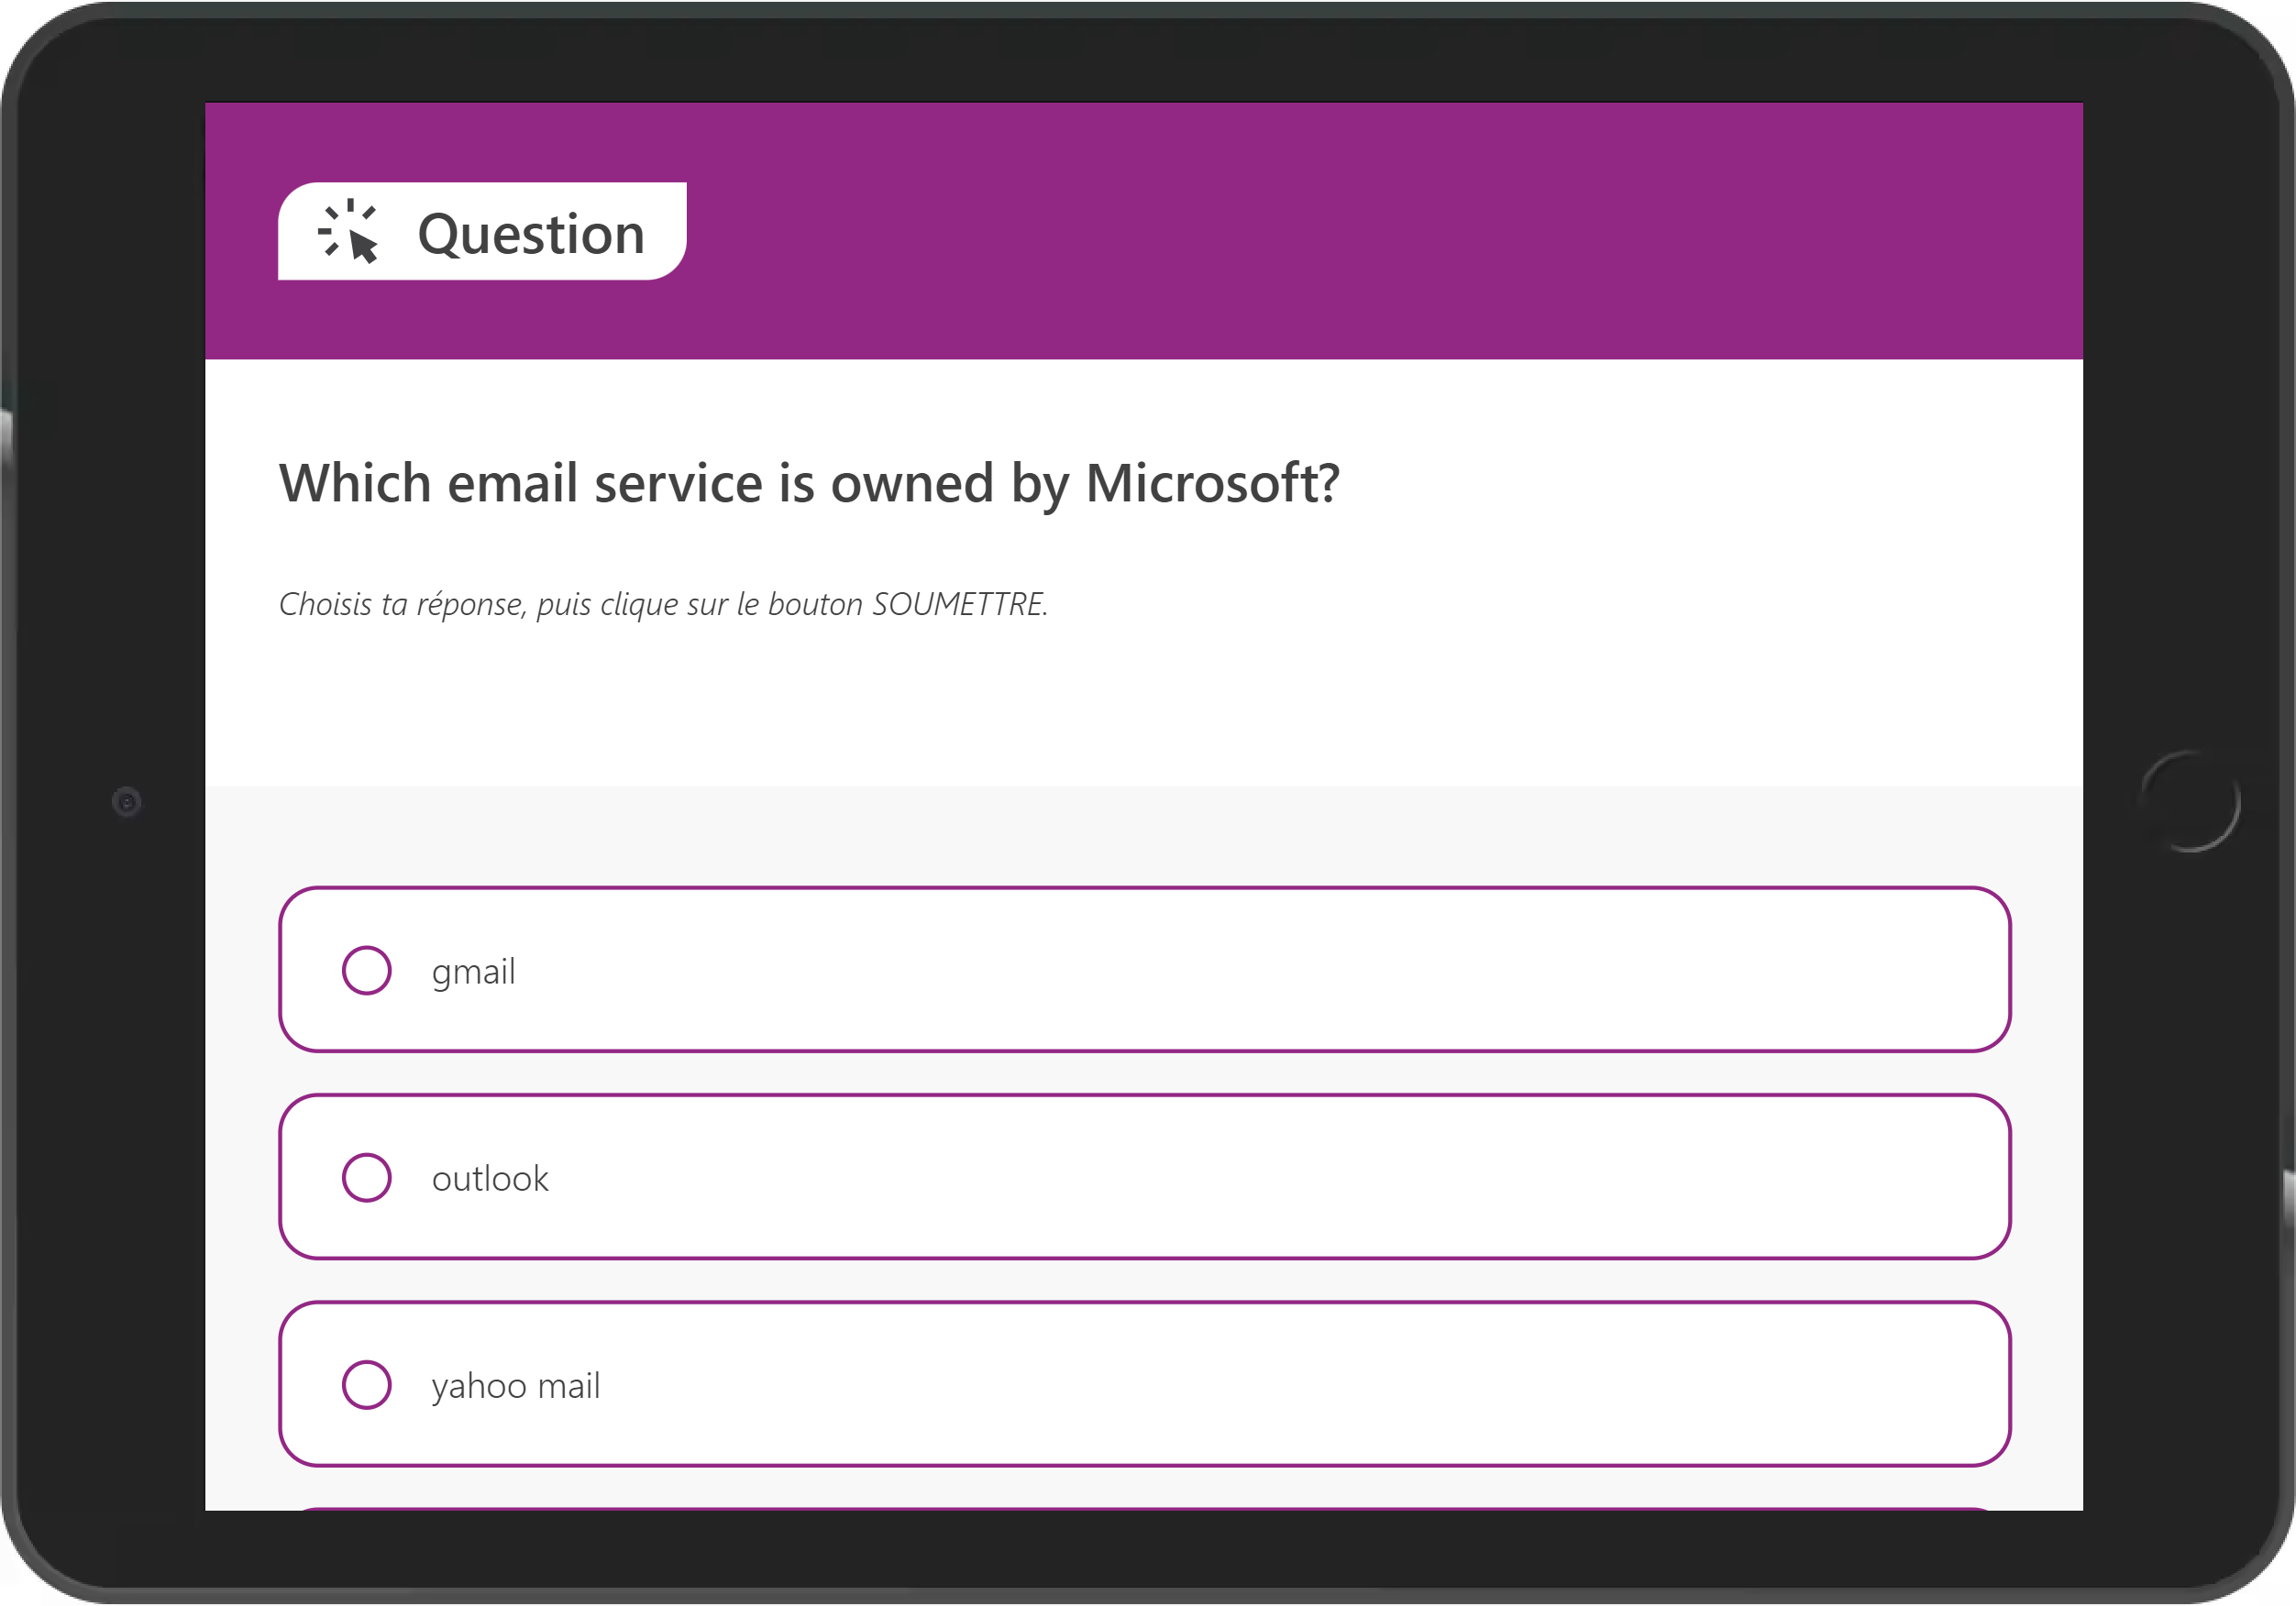 Question
Which email service is owned by Microsoft?
Choisis ta réponse, puis clique sur le bouton SOUMETTRE.
gmail
outlook
yahoo mail